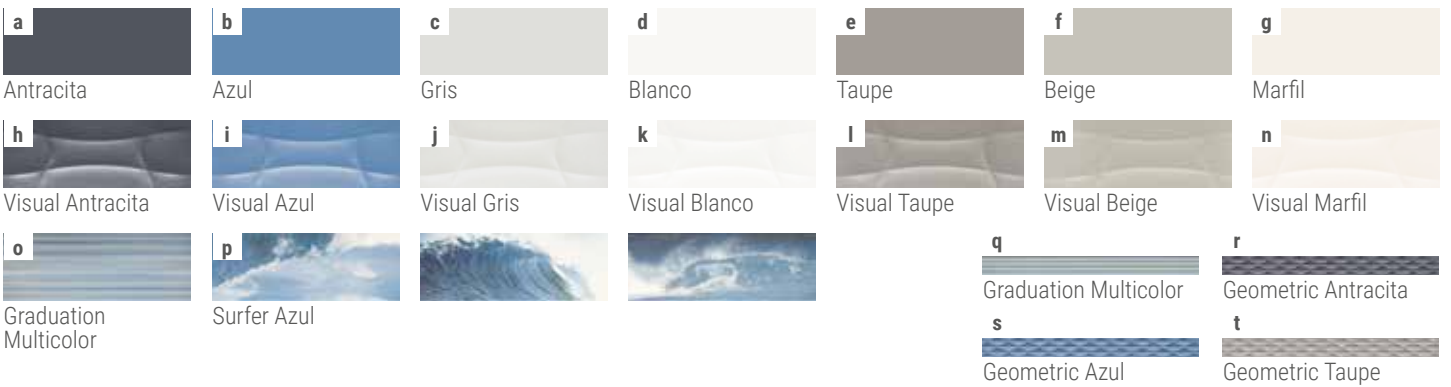 a
b
c
d
e
f
g
Antracita
Azul
Gris
Blanco
Taupe
Beige
Marfil
h
i
j
k
l
m
n
Visual Antracita
Visual Azul
Visual Gris
Visual Blanco
Visual Taupe
Visual Beige
Visual Marfil
o
p
Graduation
Multicolor
Surfer Azul
q
r
Graduation Multicolor
Geometric Antracita
s
t
Geometric Azul
Geometric Taupe